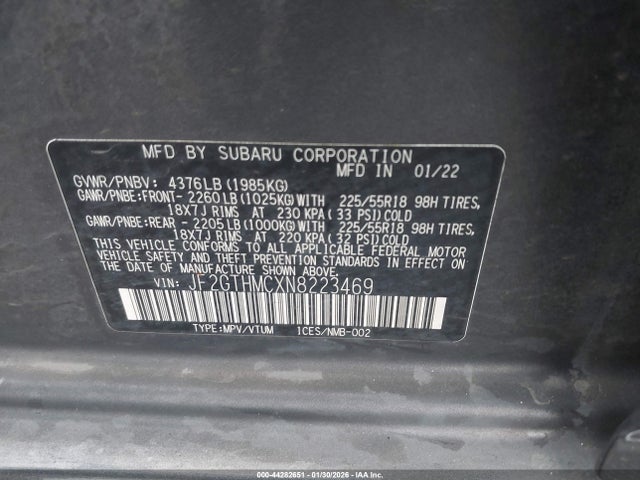 MFD BY SUBARU CORPORATION
MFD IN 01/22
GVWR/PNBV: 4376LB(1985KG)
GAWR/PNBE:FRONT- 2260LB(1025KG)WITH 225/55R18 98H TIRES,
18X7J RIMS AT 230 KPA(33 PSI)COLD
GAWR/PNBE:REAR - 2205LB(1000KG)WITH 225/55R18 98H TIRES,
18X7J RIMS AT 220 KPA(32 PSI)COLD
THIS VEHICLE CONFORMS TO ALL APPLICABLE FEDERAL MOTOR
VEHICLE SAFETY AND THEFT PREVENTION STANDARDS IN EFFECT
ON THE DATE OF MANUFACTURE SHOWN ABOVE.
VIN: JF2GTHMCXN8223469
TYPE:MPV/VTUM ICES/NMB-002
000-44282651 - 01/30/2026 - IAA Inc.